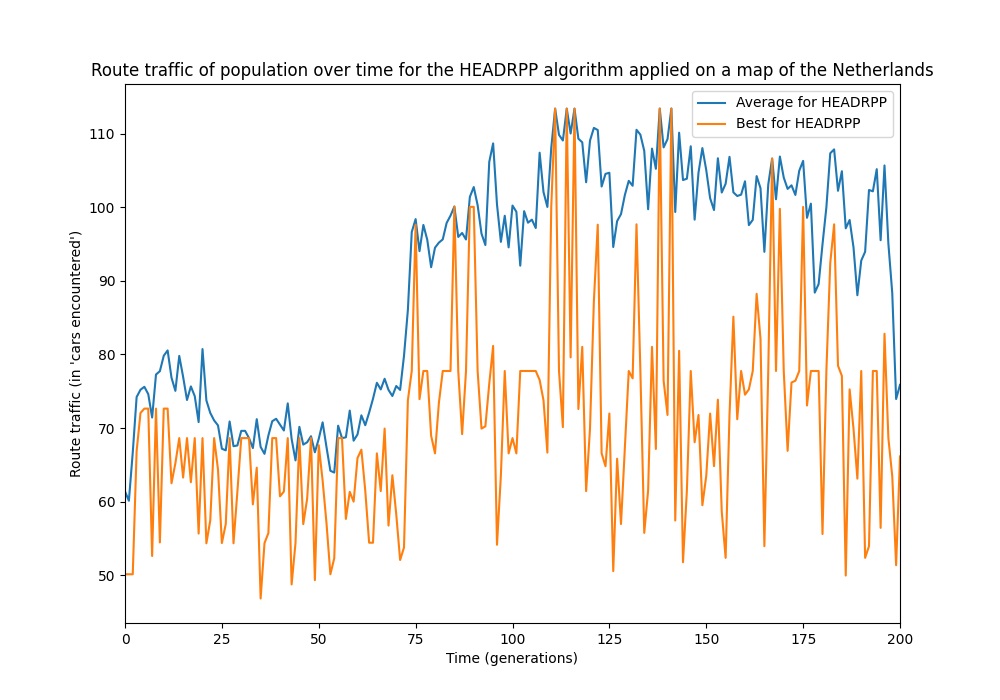 Route traffic of population over time for the HEADRPP algorithm applied on a map of the Netherlands
Average for HEADRPP
Best for HEADRPP
Route traffic (in 'cars encountered')
110
100
90
80
70
60
50
0 25 50 75 100 125 150 175 200
Time (generations)